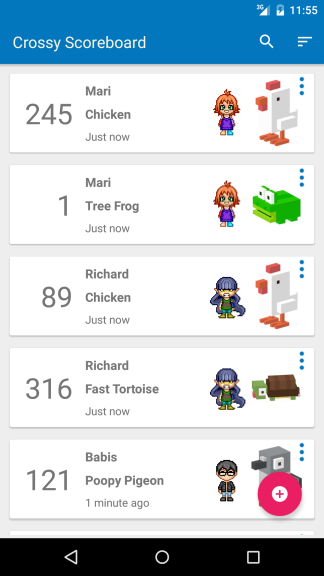 3G 11:55
Crossy Scoreboard
245
Mari
Chicken
Just now
1
Mari
Tree Frog
Just now
89
Richard
Chicken
Just now
316
Richard
Fast Tortoise
Just now
121
Babis
Poopy Pigeon
1 minute ago